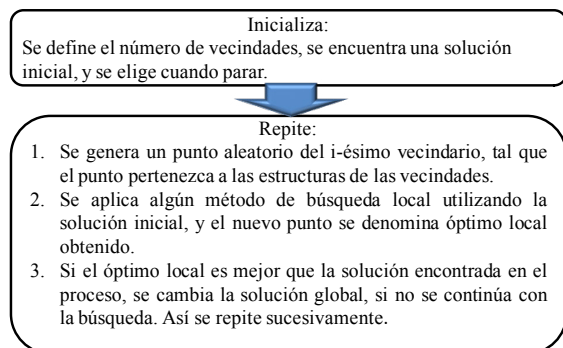 Inicializa:
Se define el número de vecindades, se encuentra una solución
inicial, y se elige cuando parar.
Repite:
1. Se genera un punto aleatorio del i-ésimo vecindario, tal que
el punto pertenezca a las estructuras de las vecindades.
2. Se aplica algún método de búsqueda local utilizando la
solución inicial, y el nuevo punto se denomina óptimo local
obtenido.
3. Si el óptimo local es mejor que la solución encontrada en el
proceso, se cambia la solución global, si no se continúa con
la búsqueda. Así se repite sucesivamente.